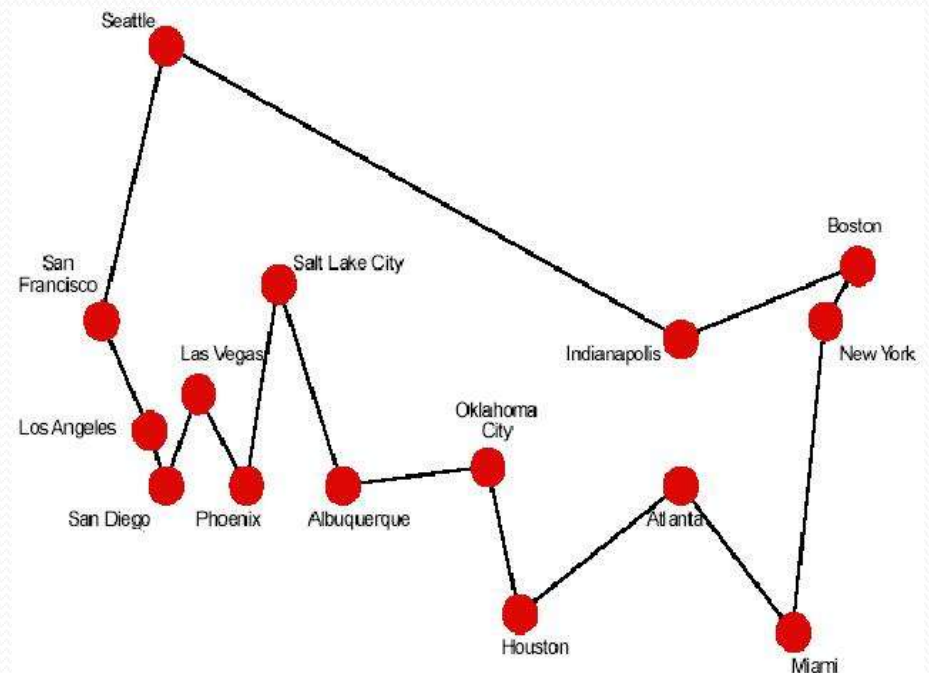 Seattle
Boston
San
Francisco
Salt Lake City
Las Vegas
Indianapolis
New York
Oklahoma
City
Los Angeles
San Diego
Phoenix
Albuquerque
Atlanta
Houston
Miami